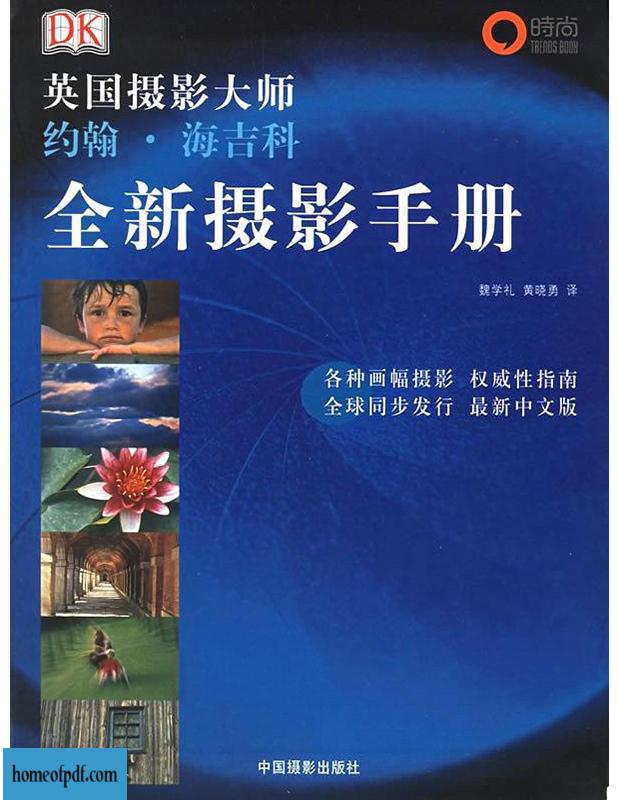 DK
時尚
TRENDS BOOK
英国摄影大师
约翰·海吉科
全新摄影手册
魏学礼 黄晓勇 译
各种画幅摄影 权威性指南
全球同步发行 最新中文版
中国摄影出版社
homeofpdf.com